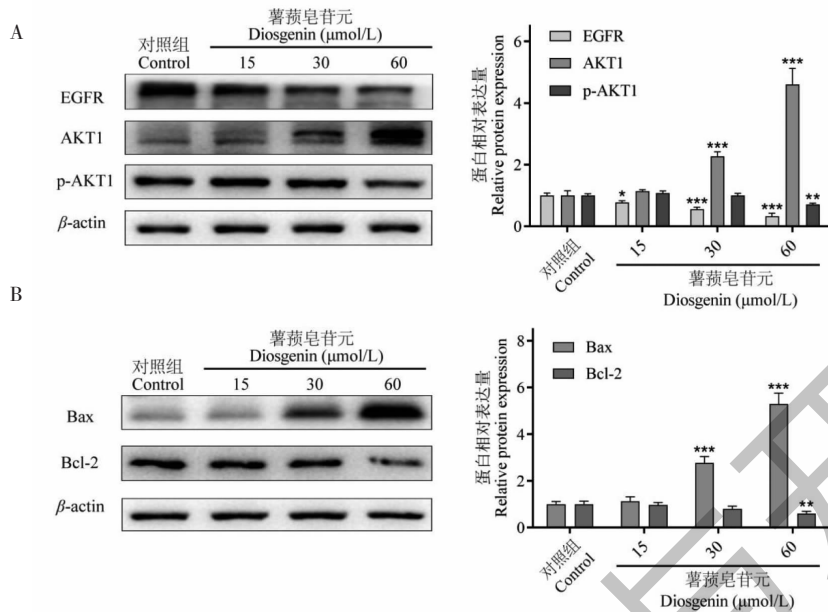 A
对照组
Control
薯蓣皂苷元
Diosgenin (μmol/L)
15 30 60
EGFR
AKT1
p-AKT1
β-actin
蛋白相对表达量
Relative protein expression
6
4
2
0
EGFR
AKT1
p-AKT1
*
***
***
***
***
**
对照组
Control
15
30
60
薯蓣皂苷元
Diosgenin (μmol/L)
B
对照组
Control
薯蓣皂苷元
Diosgenin (μmol/L)
15 30 60
Bax
Bcl-2
β-actin
蛋白相对表达量
Relative protein expression
8
6
4
2
0
Bax
Bcl-2
***
***
**
对照组
Control
15
30
60
薯蓣皂苷元
Diosgenin (μmol/L)